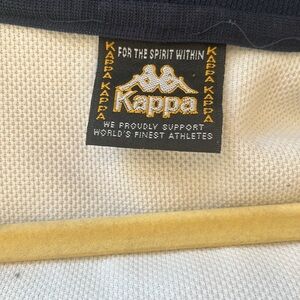 FOR THE SPIRIT WITHIN
KAPPA KAPPA
KAPPA KAPPA
Kappa
WE PROUDLY SUPPORT
WORLD'S FINEST ATHLETES